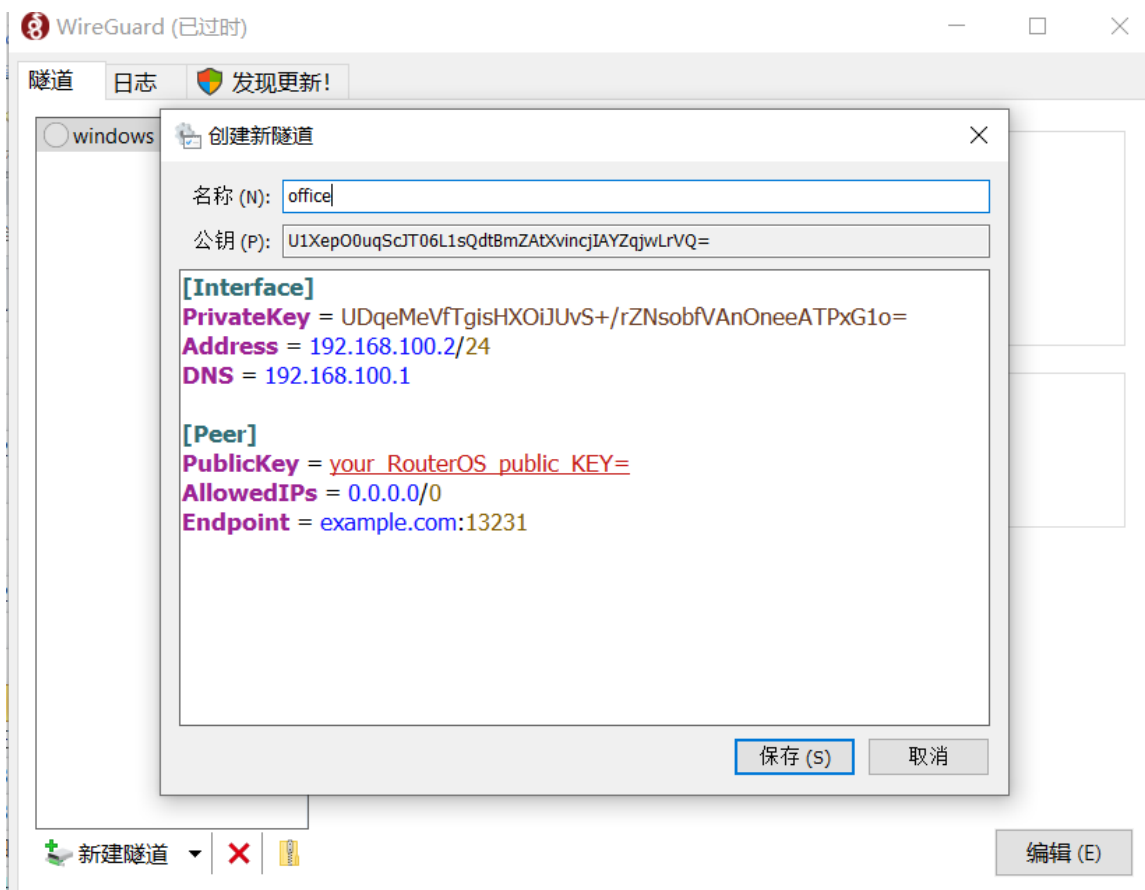 WireGuard (已过时)
隧道
日志
发现更新!
windows
创建新隧道
名称 (N): office
公钥 (P): U1XepO0uqScJT06L1sQdtBmZAtXvincjIAYZqjwLrVQ=
[Interface]
PrivateKey = UDqeMeVfTgisHXOiJUvS+/rZNsobfVAnOneeATPxG1o=
Address = 192.168.100.2/24
DNS = 192.168.100.1
[Peer]
PublicKey = your_RouterOS_public_KEY=
AllowedIPs = 0.0.0.0/0
Endpoint = example.com:13231
保存 (S)
取消
新建隧道
编辑 (E)